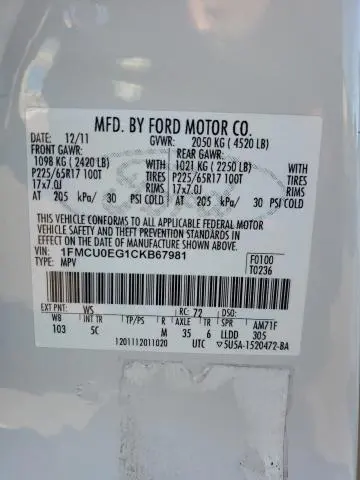 MFD. BY FORD MOTOR CO.
DATE: 12/11 GVWR: 2050 KG ( 4520 LB)
FRONT GAWR: REAR GAWR:
1098 KG ( 2420 LB) WITH 1021 KG ( 2250 LB) WITH
P225/65R17 100T TIRES P225/65R17 100T TIRES
17x7.0J RIMS 17x7.0J RIMS
AT 205 kPa/ 30 PSI COLD AT 205 kPa/ 30 PSI COLD
THIS VEHICLE CONFORMS TO ALL APPLICABLE FEDERAL MOTOR
VEHICLE SAFETY, BUMPER, AND THEFT PREVENTION STANDARDS IN
EFFECT ON THE DATE OF MANUFACTURE SHOWN ABOVE.
VIN: 1FMCU0EG1CKB67981 F0100
TYPE: MPV T0236
EXT PNT: WS RC: 72 DSO:
WB INT TR TP/PS R AXLE TR SPR AM71F
103 5C M 35 6 LLDD 305
1201112011020 UTC 5U5A-1520472-BA